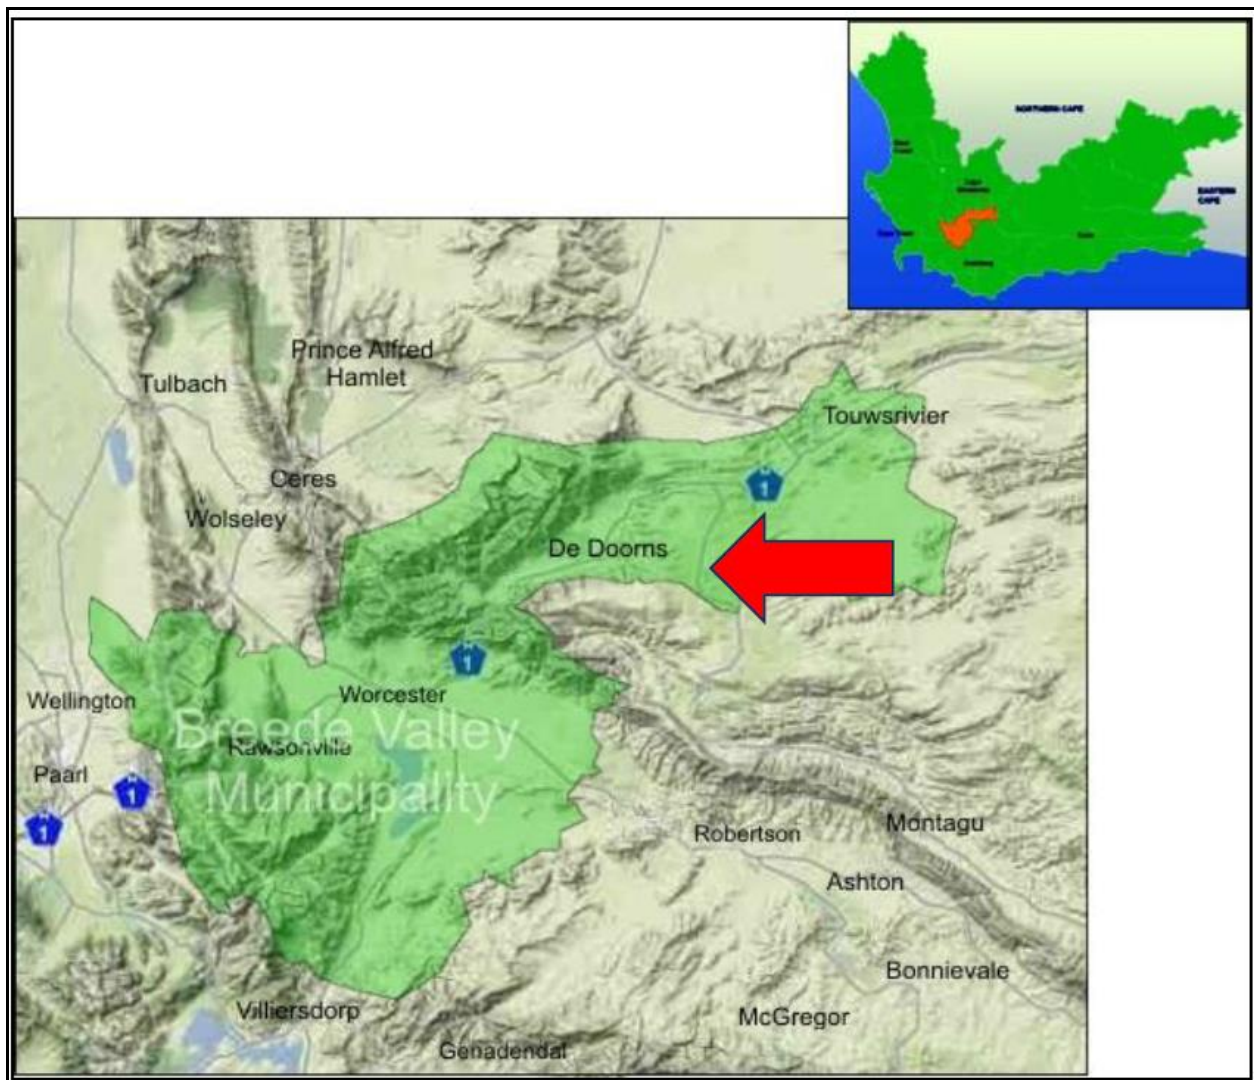 NORTHERN CAPE
EASTERN
CAPE
Prince Alfred
Hamlet
Tulbach
Touwsrivier
Ceres
N
1
Wolseley
De Doorns
N
1
Worcester
Wellington
Breede Valley
Rawsonville
Paarl
Municipality
N
1
N
1
Robertson
Montagu
Ashton
Bonnievale
Villiersdorp
McGregor
Genadendal